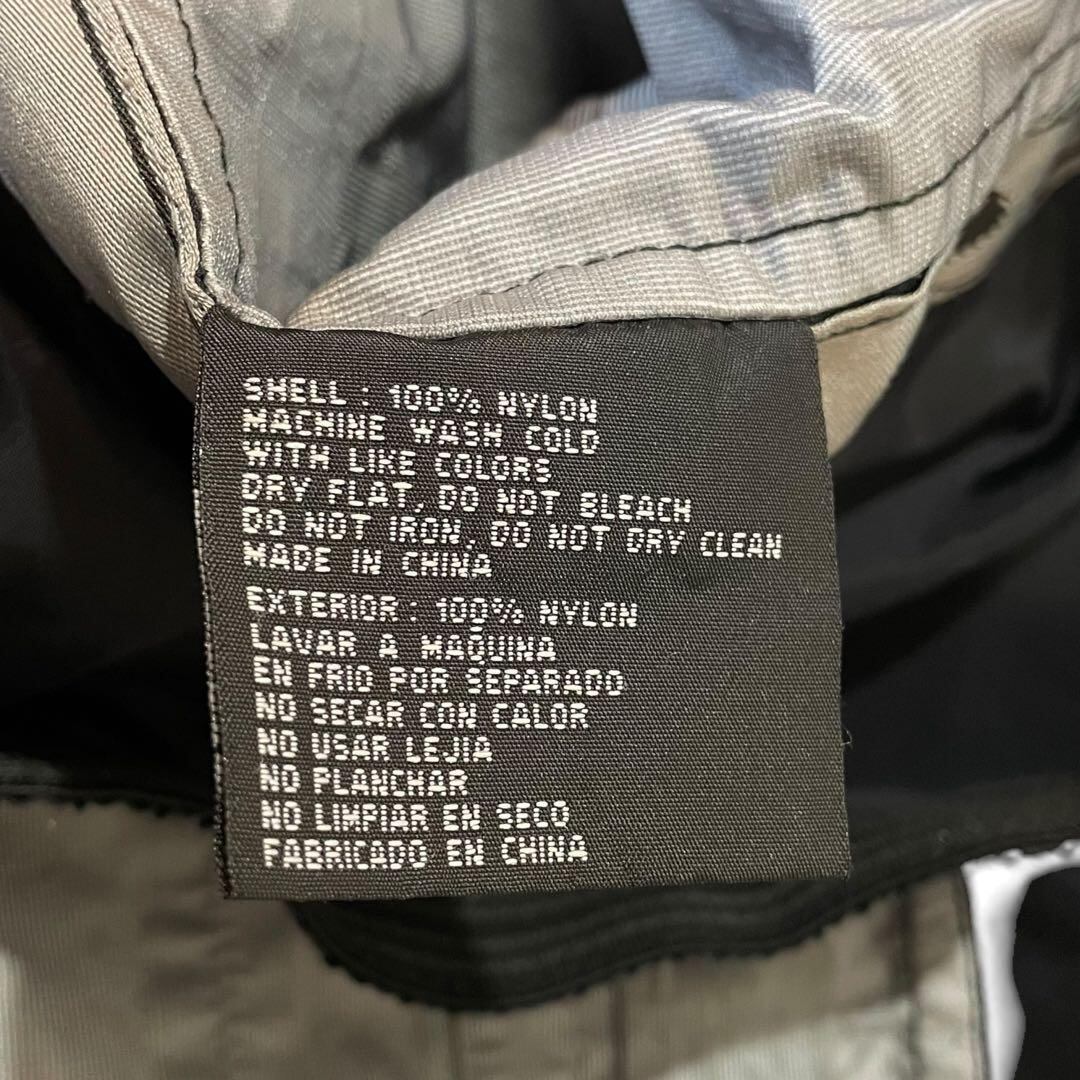 SHELL : 100% NYLON
MACHINE WASH COLD
WITH LIKE COLORS
DRY FLAT, DO NOT BLEACH
DO NOT IRON, DO NOT DRY CLEAN
MADE IN CHINA
EXTERIOR : 100% NYLON
LAVAR A MAQUINA
EN FRIO POR SEPARADO
NO SECAR CON CALOR
NO USAR LEJIA
NO PLANCHAR
NO LIMPIAR EN SECO
FABRICADO EN CHINA